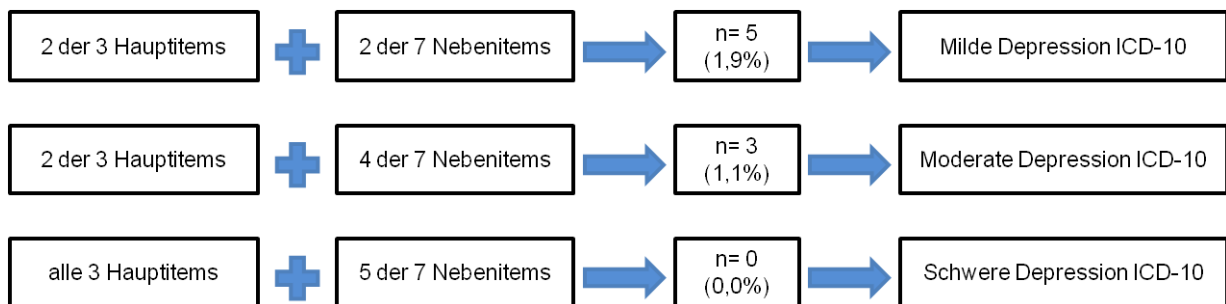 2 der 3 Hauptitems
2 der 7 Nebenitems
n= 5
(1,9%)
Milde Depression ICD-10
2 der 3 Hauptitems
4 der 7 Nebenitems
n= 3
(1,1%)
Moderate Depression ICD-10
alle 3 Hauptitems
5 der 7 Nebenitems
n= 0
(0,0%)
Schwere Depression ICD-10